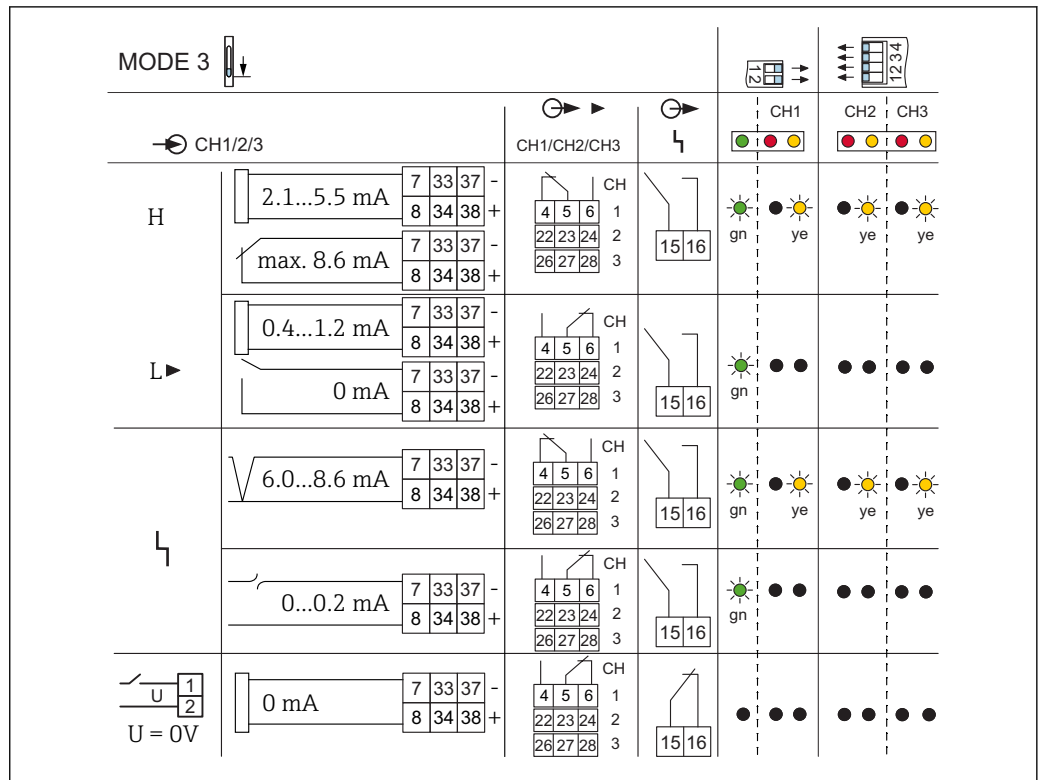 MODE 3
1 2
1 2 3 4
CH1/2/3
CH1/CH2/CH3
CH1
CH2
CH3
H
2.1...5.5 mA
7 33 37 -
8 34 38 +
max. 8.6 mA
7 33 37 -
8 34 38 +
CH
4 5 6 1
22 23 24 2
26 27 28 3
15 16
gn
ye
ye
ye
L
0.4...1.2 mA
7 33 37 -
8 34 38 +
0 mA
7 33 37 -
8 34 38 +
CH
4 5 6 1
22 23 24 2
26 27 28 3
15 16
gn
6.0...8.6 mA
7 33 37 -
8 34 38 +
CH
4 5 6 1
22 23 24 2
26 27 28 3
15 16
gn
ye
ye
ye
0...0.2 mA
7 33 37 -
8 34 38 +
CH
4 5 6 1
22 23 24 2
26 27 28 3
15 16
gn
U
1
2
U = 0V
0 mA
7 33 37 -
8 34 38 +
CH
4 5 6 1
22 23 24 2
26 27 28 3
15 16